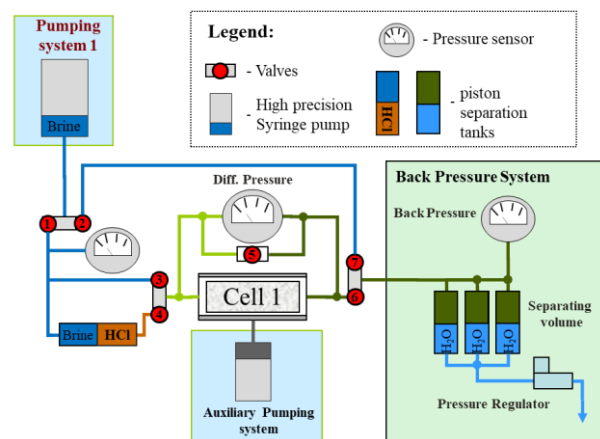 Pumping
system 1
Brine
Legend:
- Valves
- High precision
Syringe pump
- Pressure sensor
HCl
- piston
separation
tanks
1
2
Diff. Pressure
5
3
4
Brine
HCl
Cell 1
7
6
Auxiliary Pumping
system
Back Pressure System
Back Pressure
Separating
volume
H₂O
H₂O
H₂O
Pressure Regulator